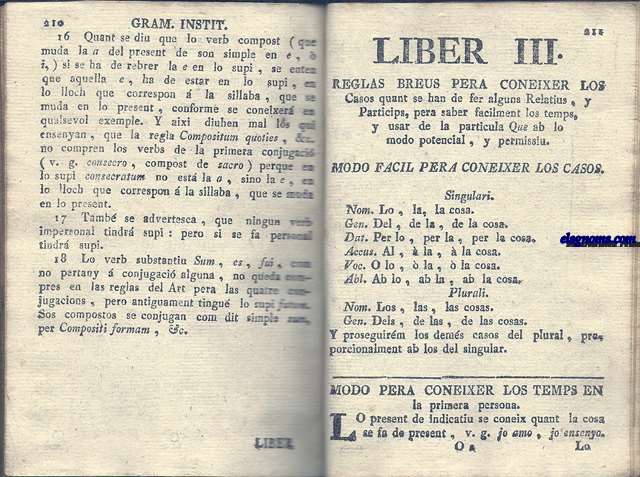 210 GRAM. INSTIT.
16 Quant se diu que lo verb compost ( que
muda la a del present de son simple en e, ò
i, ) si se ha de rebrer la e en lo supi, se enten
que aquella e, ha de estar en lo supi, en
lo lloch que correspon á la sillaba, que se
muda en lo present, conforme se coneixerá en
qualsevol exemple. Y aixi diuhen mal los qui
ensenyan, que la regla Compositum quoties, &c.
no compren los verbs de la primera conjugació
( v. g. consecro, compost de sacro) perque en
lo supi consecratum no está la a, sino la e, en
lo lloch que correspon á la sillaba, que se muda
en lo present.
17 També se advertesca, que ningun verb
impersonal tindrá supi: pero si se fa personal
tindrá supi.
18 Lo verb substantiu Sum, es, fui, com
no pertany á conjugació alguna, no queda com-
pres en las reglas del Art pera las quatre con-
jugacions, pero antiguament tingué lo supi futum.
Sos compostos se conjugan com dit simple sum,
per Compositi formam, &c.
LIBER
211
LIBER III.
REGLAS BREUS PERA CONEIXER LOS
Casos quant se han de fer alguns Relatius, y
Particips, pera saber facilment los temps,
y usar de la particula Que ab lo
modo potencial, y permissiu.
MODO FACIL PERA CONEIXER LOS CASOS.
Singulari.
Nom. Lo, la, la cosa.
Gen. Del, de la, de la cosa.
Dat. Per lo, per la, per la cosa.
Accus. Al, à la, à la cosa.
Voc. O lo, ò la, ò la cosa.
Abl. Ab lo, ab la, ab la cosa.
Plurali.
Nom. Los, las, las cosas.
Gen. Dels, de las, de las cosas.
Y proseguirém los demés casos del plural, pro-
porcionalment ab los del singular.
MODO PERA CONEIXER LOS TEMPS EN
la primera persona.
LO present de indicatiu se coneix quant la cosa
se fa de present, v. g. jo amo, jo ensenyo.
O 2 Lo
elagnoms.com